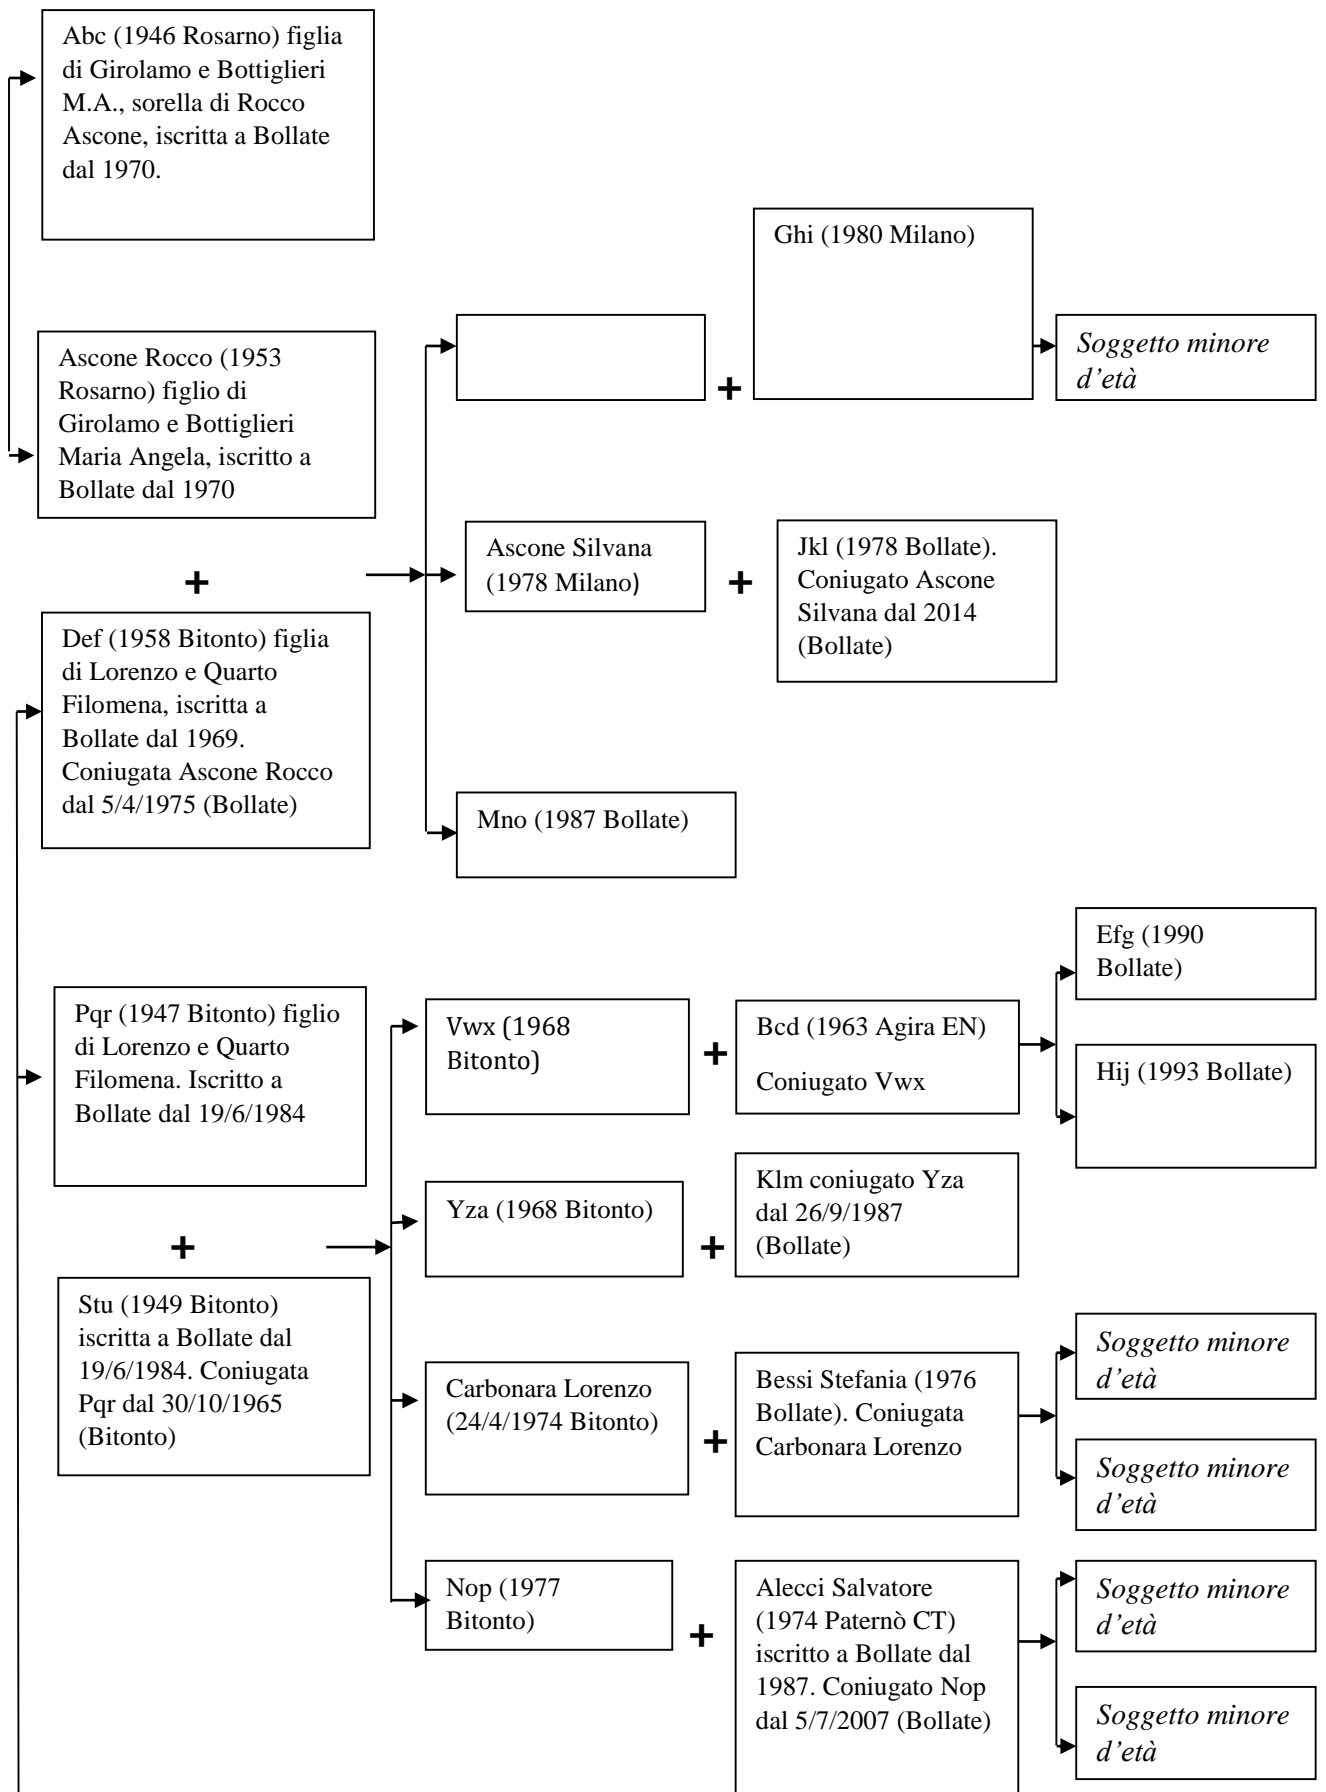 Abc (1946 Rosarno) figlia
di Girolamo e Bottiglieri
M.A., sorella di Rocco
Ascone, iscritta a Bollate
dal 1970.
Ghi (1980 Milano)
Soggetto minore
d’età
Ascone Rocco (1953
Rosarno) figlio di
Girolamo e Bottiglieri
Maria Angela, iscritto a
Bollate dal 1970
+
Ascone Silvana
(1978 Milano)
+
Jkl (1978 Bollate).
Coniugato Ascone
Silvana dal 2014
(Bollate)
+
Def (1958 Bitonto) figlia
di Lorenzo e Quarto
Filomena, iscritta a
Bollate dal 1969.
Coniugata Ascone Rocco
dal 5/4/1975 (Bollate)
Mno (1987 Bollate)
Efg (1990
Bollate)
Pqr (1947 Bitonto) figlio
di Lorenzo e Quarto
Filomena. Iscritto a
Bollate dal 19/6/1984
Vwx (1968
Bitonto)
+
Bcd (1963 Agira EN)
Coniugato Vwx
Hij (1993 Bollate)
Yza (1968 Bitonto)
+
Klm coniugato Yza
dal 26/9/1987
(Bollate)
+
Stu (1949 Bitonto)
iscritta a Bollate dal
19/6/1984. Coniugata
Pqr dal 30/10/1965
(Bitonto)
Carbonara Lorenzo
(24/4/1974 Bitonto)
+
Bessi Stefania (1976
Bollate). Coniugata
Carbonara Lorenzo
Soggetto minore
d’età
Soggetto minore
d’età
Nop (1977
Bitonto)
+
Alecci Salvatore
(1974 Paternò CT)
iscritto a Bollate dal
1987. Coniugato Nop
dal 5/7/2007 (Bollate)
Soggetto minore
d’età
Soggetto minore
d’età